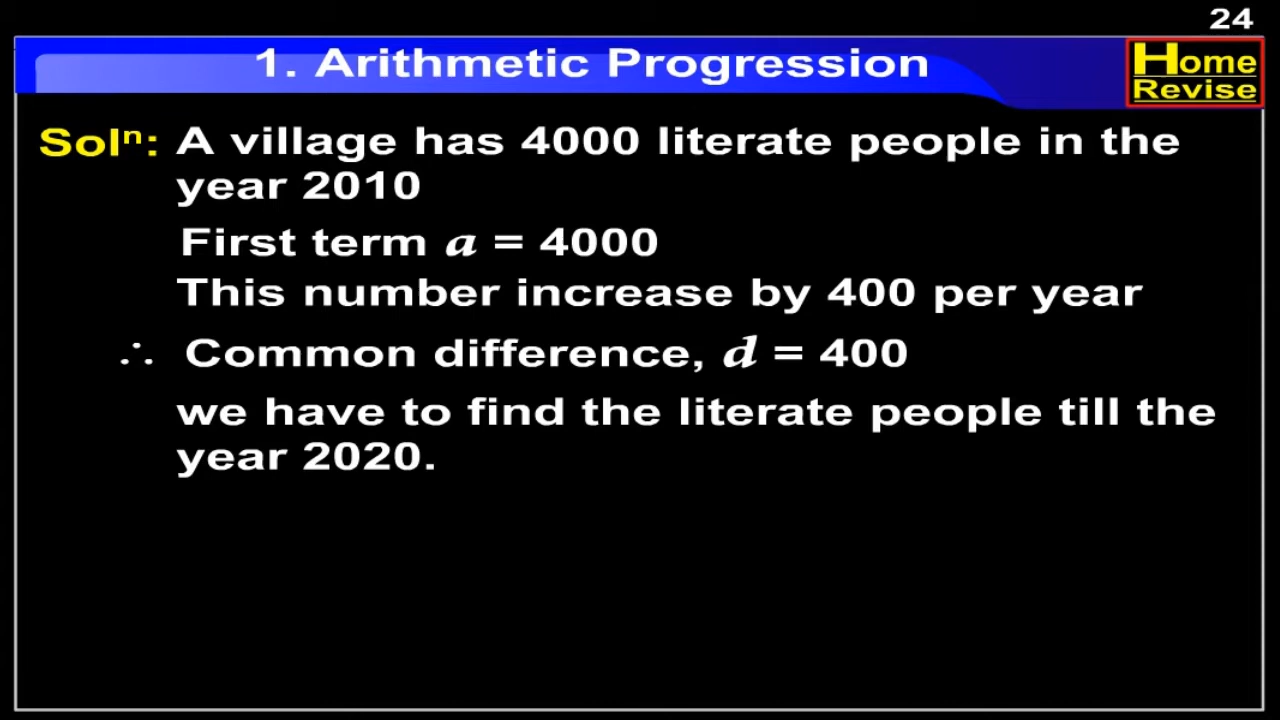 24
1. Arithmetic Progression
Home
Revise
Solⁿ: A village has 4000 literate people in the
year 2010
First term a = 4000
This number increase by 400 per year
∴ Common difference, d = 400
we have to find the literate people till the
year 2020.